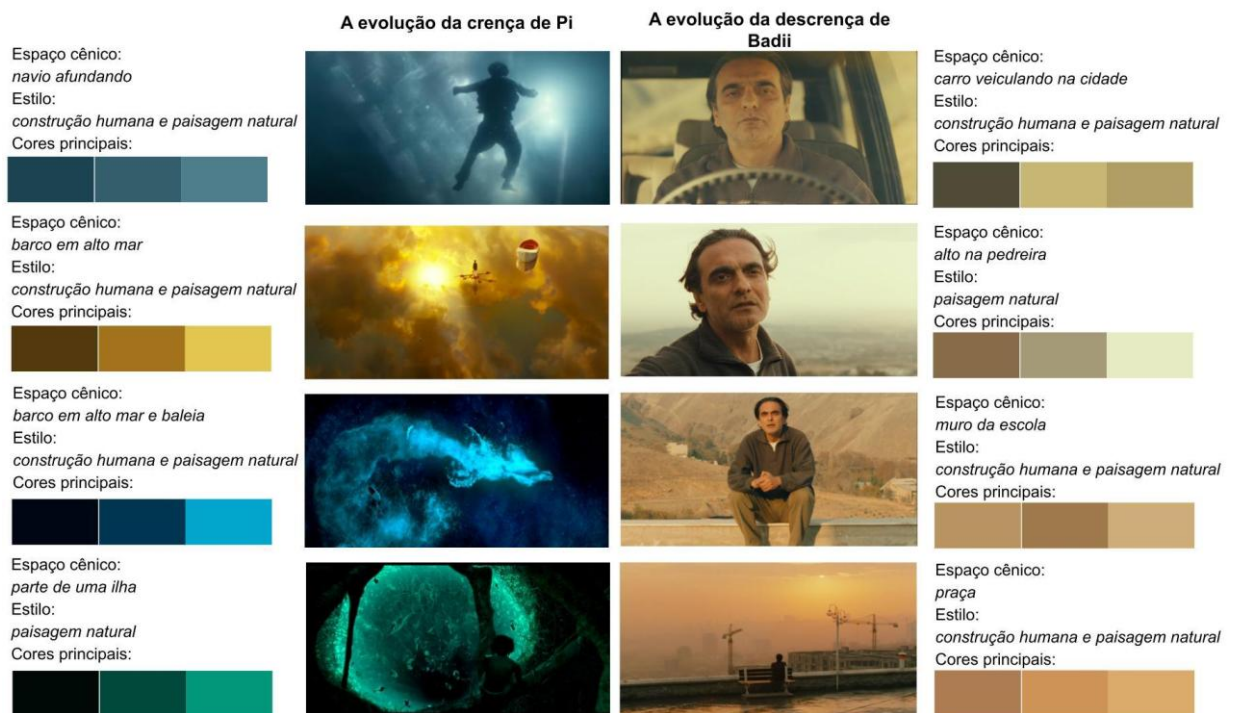 A evolução da crença de Pi
A evolução da descrença de
Badii
Espaço cênico:
navio afundando
Estilo:
construção humana e paisagem natural
Cores principais:
Espaço cênico:
carro veiculando na cidade
Estilo:
construção humana e paisagem natural
Cores principais:
Espaço cênico:
barco em alto mar
Estilo:
construção humana e paisagem natural
Cores principais:
Espaço cênico:
alto na pedreira
Estilo:
paisagem natural
Cores principais:
Espaço cênico:
barco em alto mar e baleia
Estilo:
construção humana e paisagem natural
Cores principais:
Espaço cênico:
muro da escola
Estilo:
construção humana e paisagem natural
Cores principais:
Espaço cênico:
parte de uma ilha
Estilo:
paisagem natural
Cores principais:
Espaço cênico:
praça
Estilo:
construção humana e paisagem natural
Cores principais: